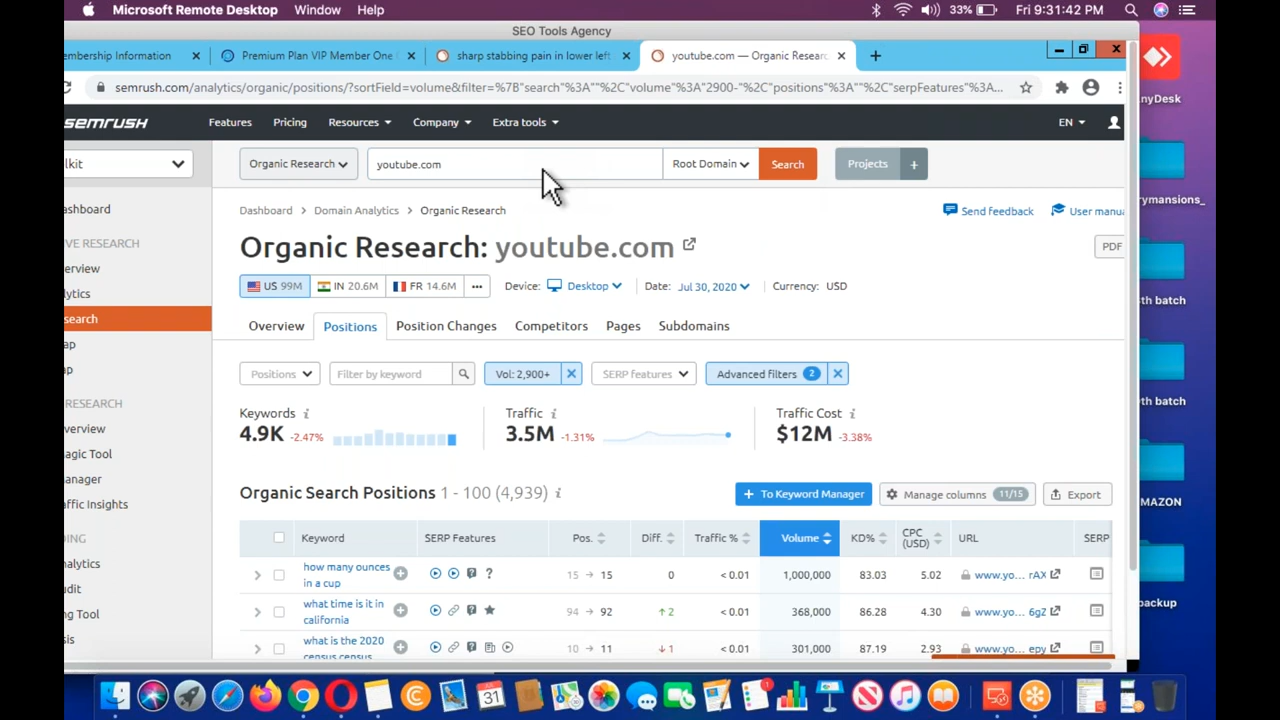 Microsoft Remote Desktop Window Help 33% Fri 9:31:42 PM
SEO Tools Agency
embership Information Premium Plan VIP Member One sharp stabbing pain in lower left youtube.com — Organic Resear
semrush.com/analytics/organic/positions/?sortField=volume&filter=%7B"search"%3A""%2C"volume"%3A"2900-"%2C"positions"%3A""%2C"serpFeatures"%3A...
nyDesk
semrush Features Pricing Resources Company Extra tools EN
lkit Organic Research youtube.com Root Domain Search Projects +
rymansions_
ashboard Dashboard > Domain Analytics > Organic Research Send feedback User manua
VE RESEARCH Organic Research: youtube.com PDF
erview
US 99M IN 20.6M FR 14.6M ... Device: Desktop Date: Jul 30, 2020 Currency: USD
alytics
th batch
search Overview Positions Position Changes Competitors Pages Subdomains
ap
ap Positions Filter by keyword Vol: 2,900+ SERP features Advanced filters 2
RESEARCH Keywords i Traffic i Traffic Cost i
th batch
erview 4.9K -2.47% 3.5M -1.31% $12M -3.38%
agic Tool
anager
affic Insights Organic Search Positions 1 - 100 (4,939) i + To Keyword Manager Manage columns 11/15 Export
MAZON
DING Keyword SERP Features Pos. Diff. Traffic % Volume KD% CPC (USD) URL SERP
alytics how many ounces in a cup ? 15 → 15 0 < 0.01 1,000,000 83.03 5.02 www.yo... rAX
udit
ng Tool what time is it in california 94 → 92 ↑ 2 < 0.01 368,000 86.28 4.30 www.yo... 6gZ
backup
sis what is the 2020 census census 10 → 11 ↓ 1 < 0.01 301,000 87.19 2.93 www.yo... epy
31